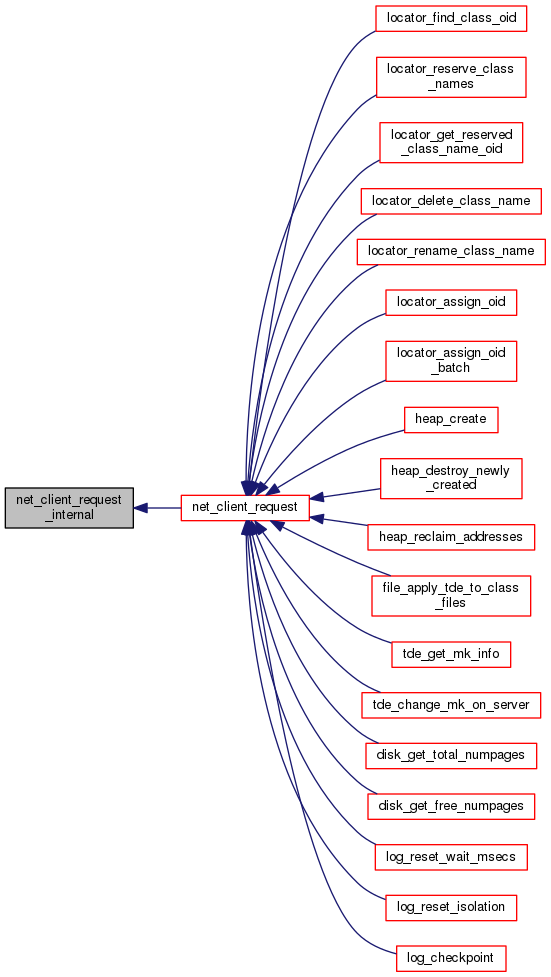 locator_find_class_oid
locator_reserve_class
_names
locator_get_reserved
_class_name_oid
locator_delete_class_name
locator_rename_class_name
locator_assign_oid
locator_assign_oid
_batch
heap_create
heap_destroy_newly
_created
net_client_request
_internal
net_client_request
heap_reclaim_addresses
file_apply_tde_to_class
_files
tde_get_mk_info
tde_change_mk_on_server
disk_get_total_numpages
disk_get_free_numpages
log_reset_wait_msecs
log_reset_isolation
log_checkpoint